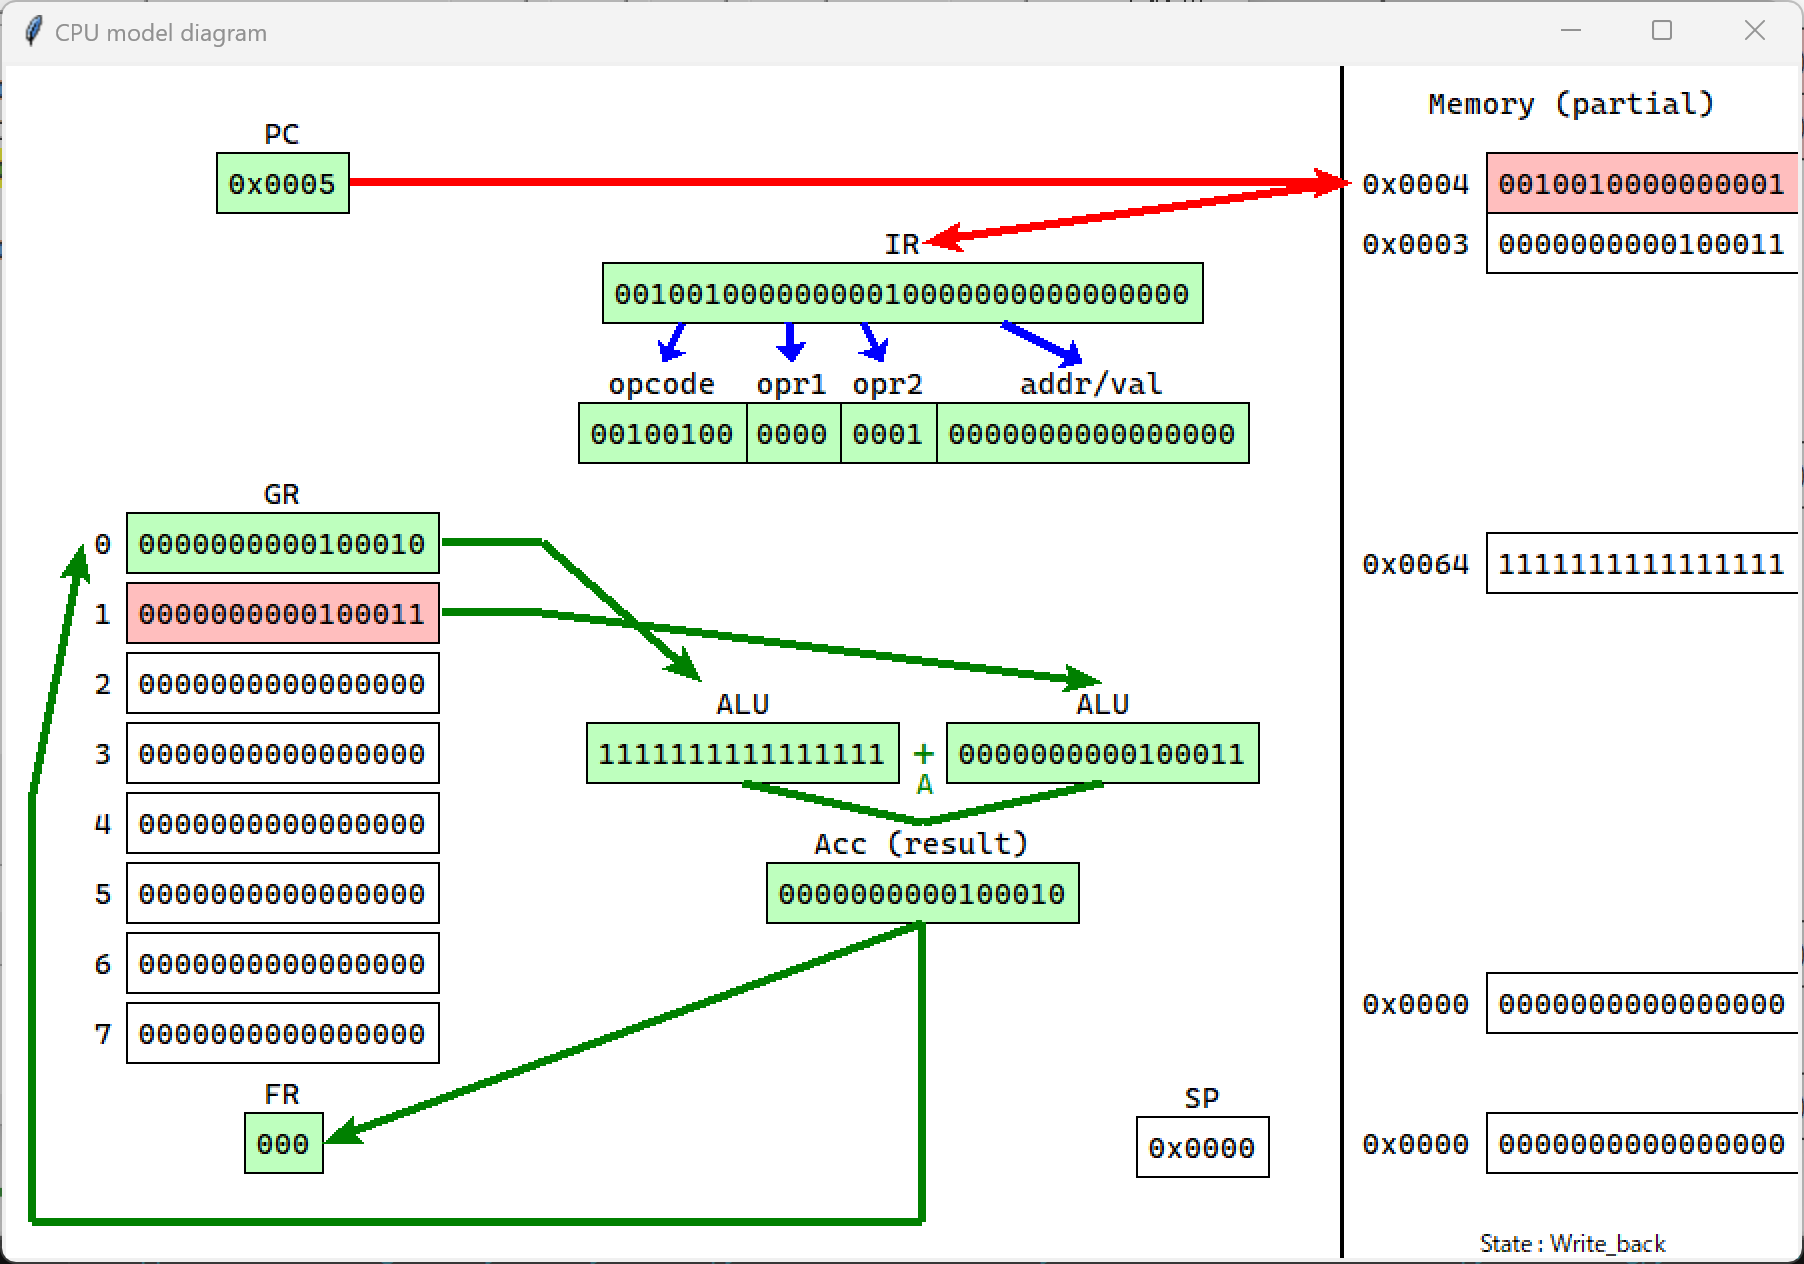 CPU model diagram
Memory (partial)
PC
0x0005
0x0004 0010010000000001
IR
0x0003 0000000000100011
00100100000000010000000000000000
opcode opr1 opr2 addr/val
00100100 0000 0001 0000000000000000
GR
0 0000000000100010
0x0064 1111111111111111
1 0000000000100011
2 0000000000000000
ALU ALU
3 0000000000000000
1111111111111111 + 0000000000100011
A
4 0000000000000000
Acc (result)
5 0000000000000000
0000000000100010
6 0000000000000000
0x0000 0000000000000000
7 0000000000000000
FR
SP
000
0x0000
0x0000 0000000000000000
State : Write_back